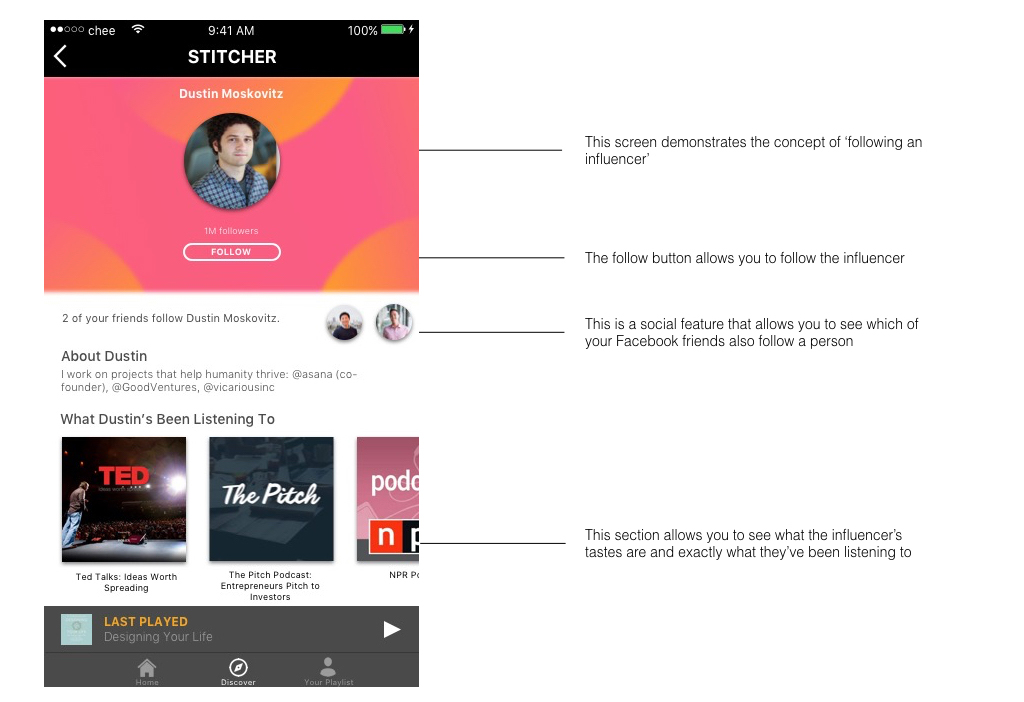 chee
9:41 AM
100%
STITCHER
Dustin Moskovitz
1M followers
FOLLOW
2 of your friends follow Dustin Moskovitz.
About Dustin
I work on projects that help humanity thrive: @asana (co-
founder), @GoodVentures, @vicariousinc
What Dustin's Been Listening To
TED
The Pitch
podc
n p
Ted Talks: Ideas Worth
Spreading
The Pitch Podcast:
Entrepreneurs Pitch to
Investors
NPR Po
LAST PLAYED
Designing Your Life
Home
Discover
Your Playlist
This screen demonstrates the concept of ‘following an
influencer’
The follow button allows you to follow the influencer
This is a social feature that allows you to see which of
your Facebook friends also follow a person
This section allows you to see what the influencer’s
tastes are and exactly what they’ve been listening to